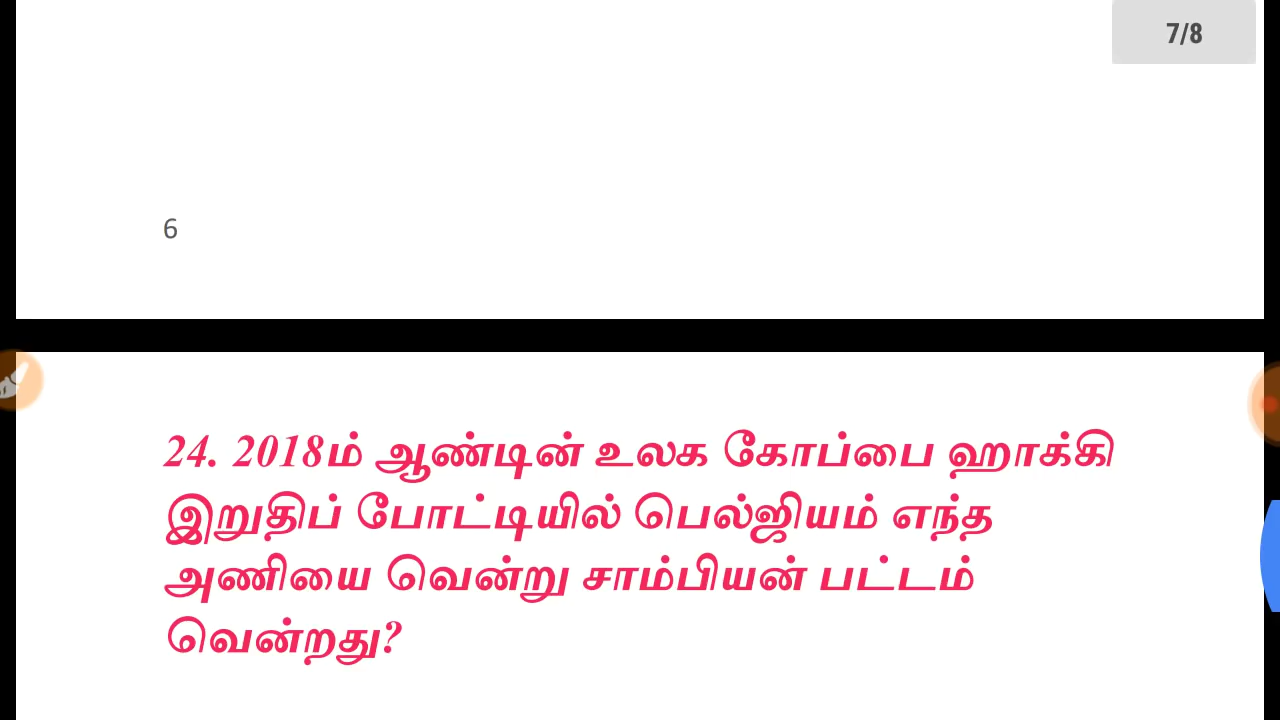 7/8
6
24. 2018ம் ஆண்டின் உலக கோப்பை ஹாக்கி
இறுதிப் போட்டியில் பெல்ஜியம் எந்த
அணியை வென்று சாம்பியன் பட்டம்
வென்றது?